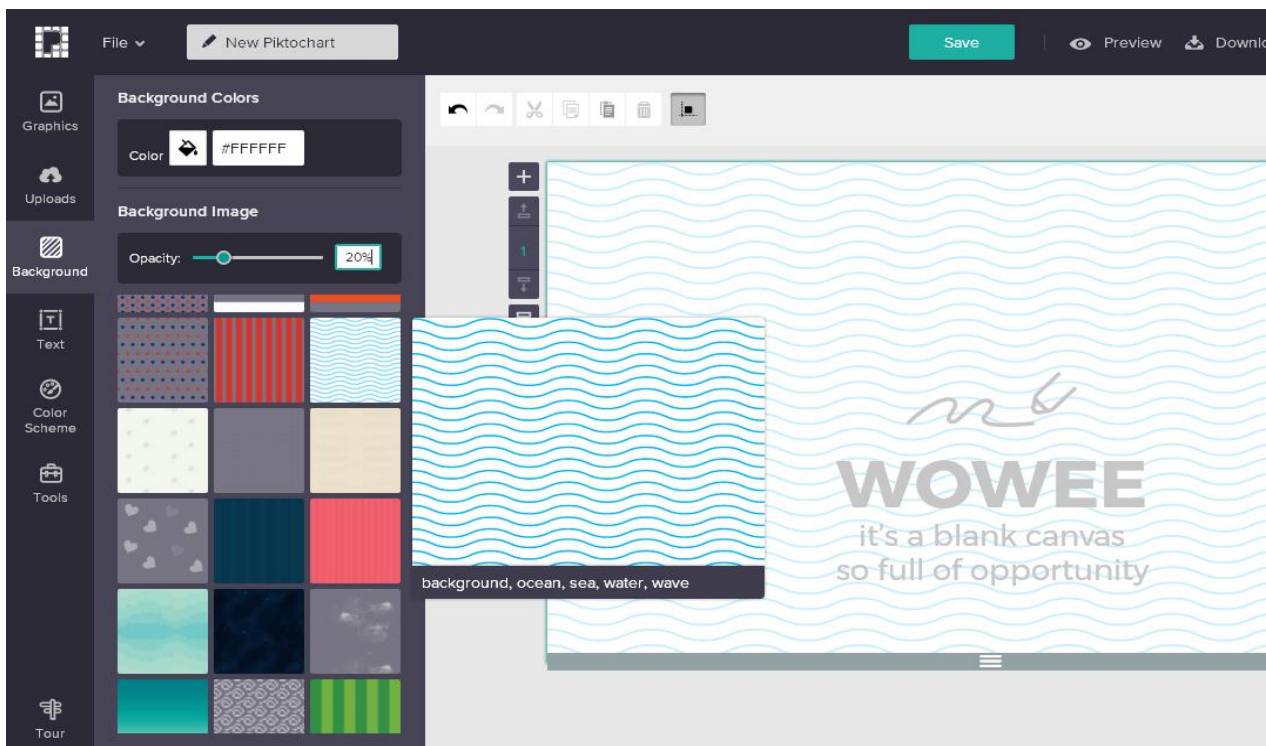 File
New Piktochart
Save
Preview
Downlo
Graphics
Uploads
Background
Text
Color
Scheme
Tools
Tour
Background Colors
Color
#FFFFFF
Background Image
Opacity:
20%
1
background, ocean, sea, water, wave
WOWEE
it's a blank canvas
so full of opportunity